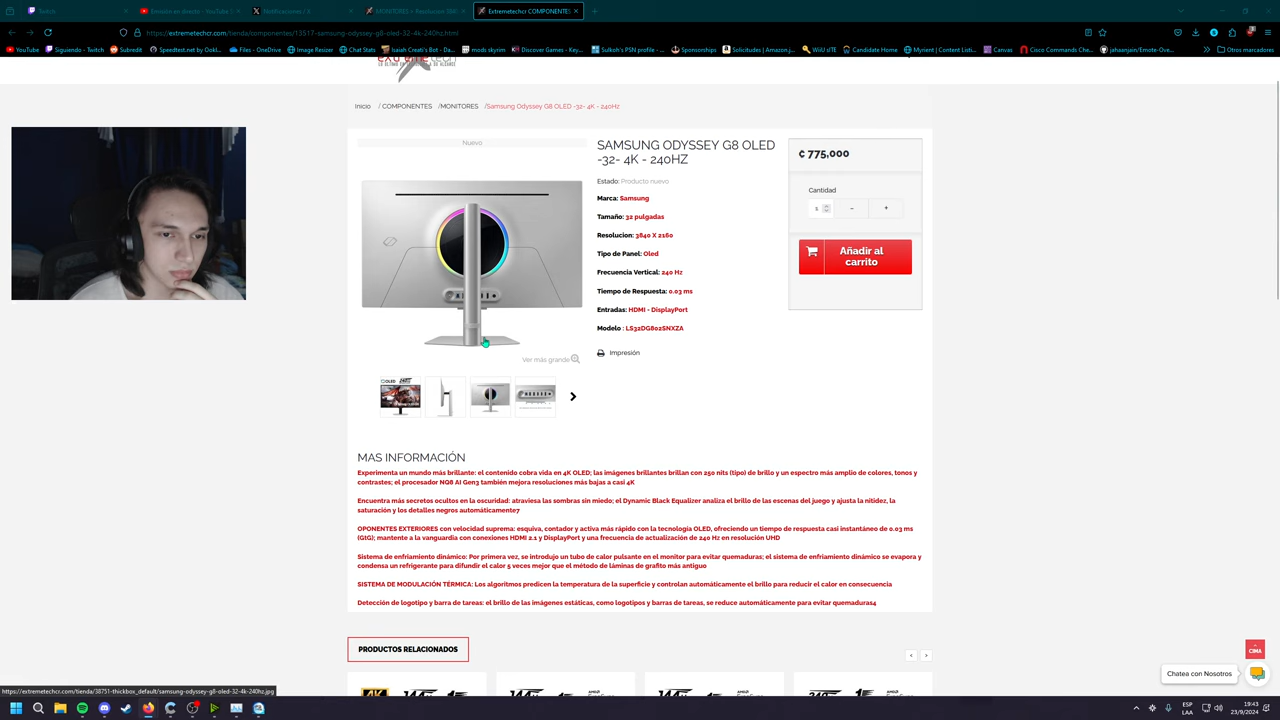 Twitch
Emisión en directo - YouTube S
Notificaciones / X
MONITORES > Resolucion (888-
Extremetechcr COMPONENTES
https://extremetechcr.com/tienda/componentes/13517-samsung-odyssey-g8-oled-32-4k-240hz.html
YouTube Siguiendo - Twitch Subredit Speedtest.net by Ookl... Files - OneDrive Image Resizer Chat Stats Isaiah Creati's Bot - Da... mods skyrim Discover Games - Key... Sulkoh's PSN profile - ... Sponsorships Solicitudes | Amazon.j... WiiU sITE Candidate Home Myrient | Content Listi... Canvas Cisco Commands Che... jahaanjain/Emote-Ove... Otros marcadores
Inicio / COMPONENTES /MONITORES /Samsung Odyssey G8 OLED -32- 4K - 240Hz
Nuevo
SAMSUNG ODYSSEY G8 OLED
-32- 4K - 240HZ
Estado: Producto nuevo
Marca: Samsung
Tamaño: 32 pulgadas
Resolucion: 3840 X 2160
Tipo de Panel: Oled
Frecuencia Vertical: 240 Hz
Tiempo de Respuesta: 0.03 ms
Entradas: HDMI - DisplayPort
Modelo : LS32DG802SNXZA
Impresión
₡ 775,000
Cantidad
Añadir al
carrito
Ver más grande
MAS INFORMACIÓN
Experimenta un mundo más brillante: el contenido cobra vida en 4K OLED; las imágenes brillantes brillan con 250 nits (tipo) de brillo y un espectro más amplio de colores, tonos y
contrastes; el procesador NQ8 AI Gen3 también mejora resoluciones más bajas a casi 4K
Encuentra más secretos ocultos en la oscuridad: atraviesa las sombras sin miedo; el Dynamic Black Equalizer analiza el brillo de las escenas del juego y ajusta la nitidez, la
saturación y los detalles negros automáticamente7
OPONENTES EXTERIORES con velocidad suprema: esquiva, contador y activa más rápido con la tecnología OLED, ofreciendo un tiempo de respuesta casi instantáneo de 0.03 ms
(GtG); mantente a la vanguardia con conexiones HDMI 2.1 y DisplayPort y una frecuencia de actualización de 240 Hz en resolución UHD
Sistema de enfriamiento dinámico: Por primera vez, se introdujo un tubo de calor pulsante en el monitor para evitar quemaduras; el sistema de enfriamiento dinámico se evapora y
condensa un refrigerante para difundir el calor 5 veces mejor que el método de láminas de grafito más antiguo
SISTEMA DE MODULACIÓN TÉRMICA: Los algoritmos predicen la temperatura de la superficie y controlan automáticamente el brillo para reducir el calor en consecuencia
Detección de logotipo y barra de tareas: el brillo de las imágenes estáticas, como logotipos y barras de tareas, se reduce automáticamente para evitar quemaduras4
PRODUCTOS RELACIONADOS
CIMA
Chatea con Nosotros
https://extremetechcr.com/tienda/38751-thickbox_default/samsung-odyssey-g8-oled-32-4k-240hz.jpg
ESP
LAA
19:43
23/9/2024